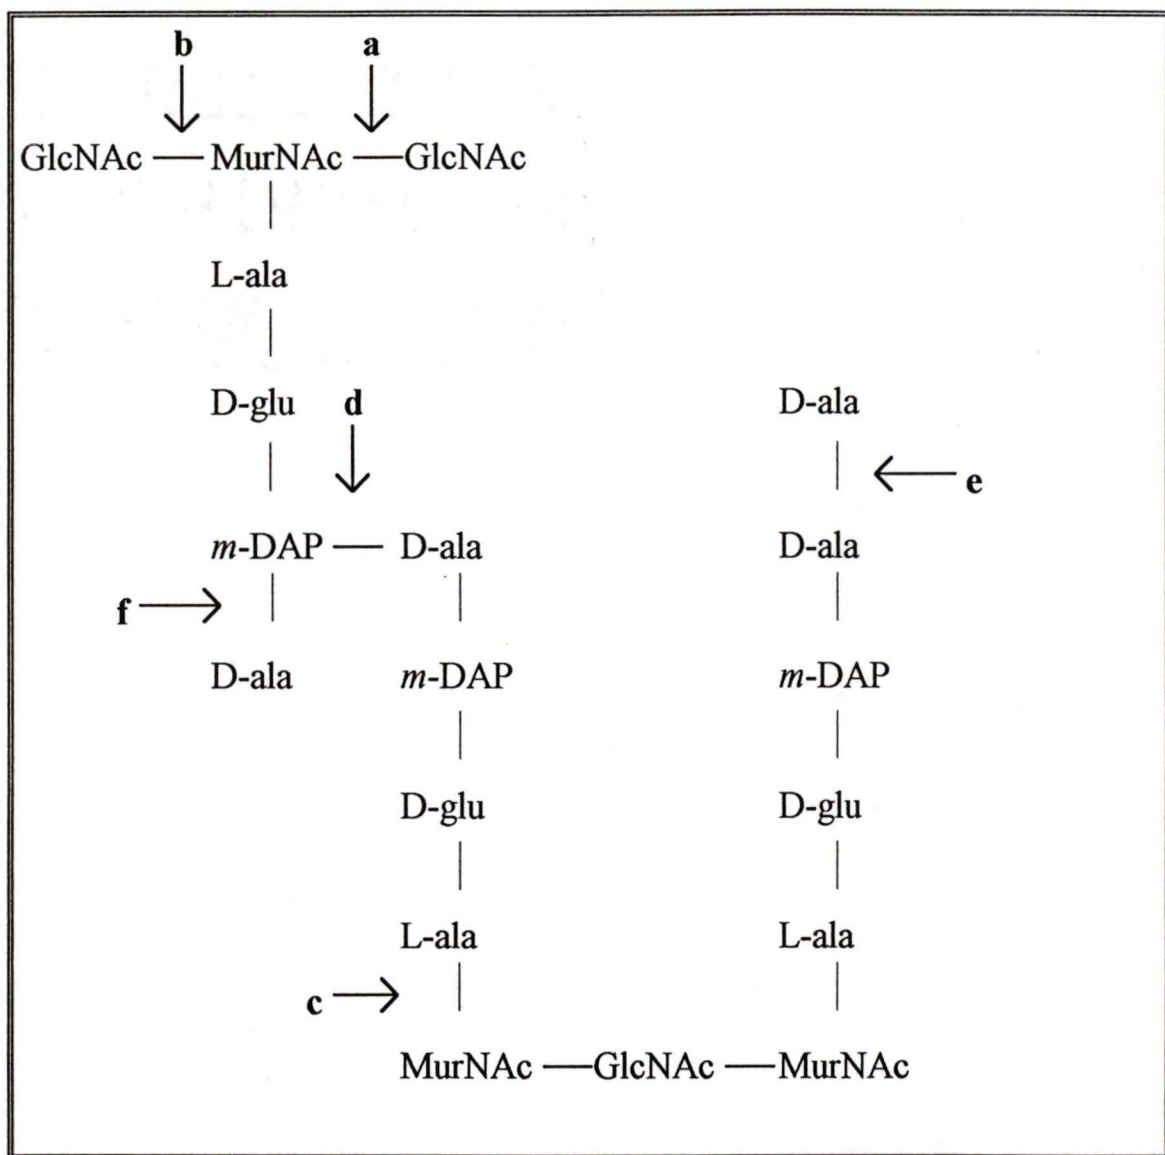 b a
GlcNAc — MurNAc — GlcNAc
L-ala
D-glu d D-ala
e
m-DAP — D-ala D-ala
f
D-ala m-DAP m-DAP
D-glu D-glu
L-ala L-ala
c
MurNAc — GlcNAc — MurNAc